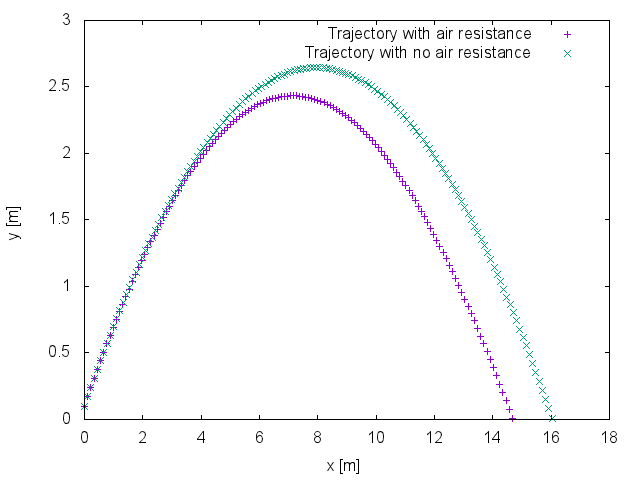 Trajectory with air resistance
Trajectory with no air resistance
3
2.5
2
1.5
1
0.5
0
y [m]
0 2 4 6 8 10 12 14 16 18
x [m]